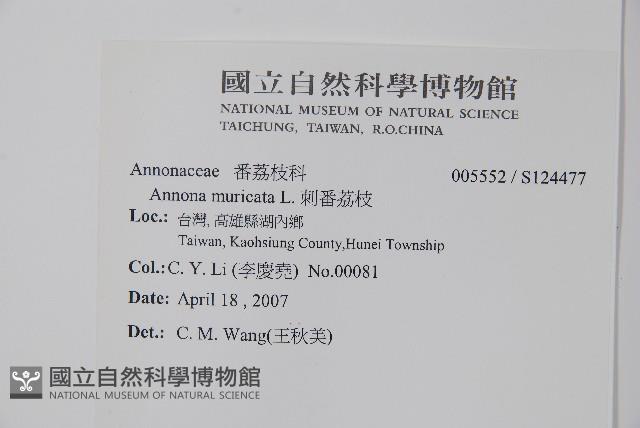 國立自然科學博物館
NATIONAL MUSEUM OF NATURAL SCIENCE
TAICHUNG, TAIWAN, R.O.CHINA
Annonaceae 番荔枝科 005552 / S124477
Annona muricata L. 刺番荔枝
Loc.: 台灣, 高雄縣湖內鄉
Taiwan, Kaohsiung County,Hunei Township
Col.: C. Y. Li (李慶堯) No.00081
Date: April 18 , 2007
Det.: C. M. Wang(王秋美)
國立自然科學博物館
NATIONAL MUSEUM OF NATURAL SCIENCE